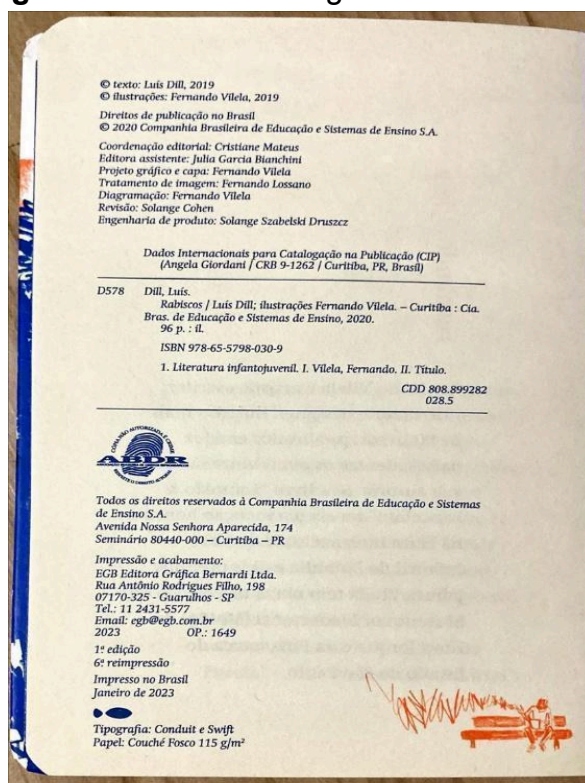 © texto: Luís Dill, 2019
© ilustrações: Fernando Vilela, 2019
Direitos de publicação no Brasil
© 2020 Companhia Brasileira de Educação e Sistemas de Ensino S.A.
Coordenação editorial: Cristiane Mateus
Editora assistente: Julia Garcia Bianchini
Projeto gráfico e capa: Fernando Vilela
Tratamento de imagem: Fernando Lossano
Diagramação: Fernando Vilela
Revisão: Solange Cohen
Engenharia de produto: Solange Szabelski Druszcz
Dados Internacionais para Catalogação na Publicação (CIP)
(Angela Giordani / CRB 9-1262 / Curitiba, PR, Brasil)
D578 Dill, Luís.
Rabiscos / Luís Dill; ilustrações Fernando Vilela. – Curitiba : Cia.
Bras. de Educação e Sistemas de Ensino, 2020.
96 p. : il.
ISBN 978-65-5798-030-9
1. Literatura infantojuvenil. I. Vilela, Fernando. II. Título.
CDD 808.899282
028.5
ABDR
Todos os direitos reservados à Companhia Brasileira de Educação e Sistemas
de Ensino S.A.
Avenida Nossa Senhora Aparecida, 174
Seminário 80440-000 – Curitiba – PR
Impressão e acabamento:
EGB Editora Gráfica Bernardi Ltda.
Rua Antônio Rodrigues Filho, 198
07170-325 - Guarulhos - SP
Tel.: 11 2431-5577
Email: egb@egb.com.br
2023 OP.: 1649
1ª edição
6ª reimpressão
Impresso no Brasil
Janeiro de 2023
Tipografia: Conduit e Swift
Papel: Couché Fosco 115 g/m²